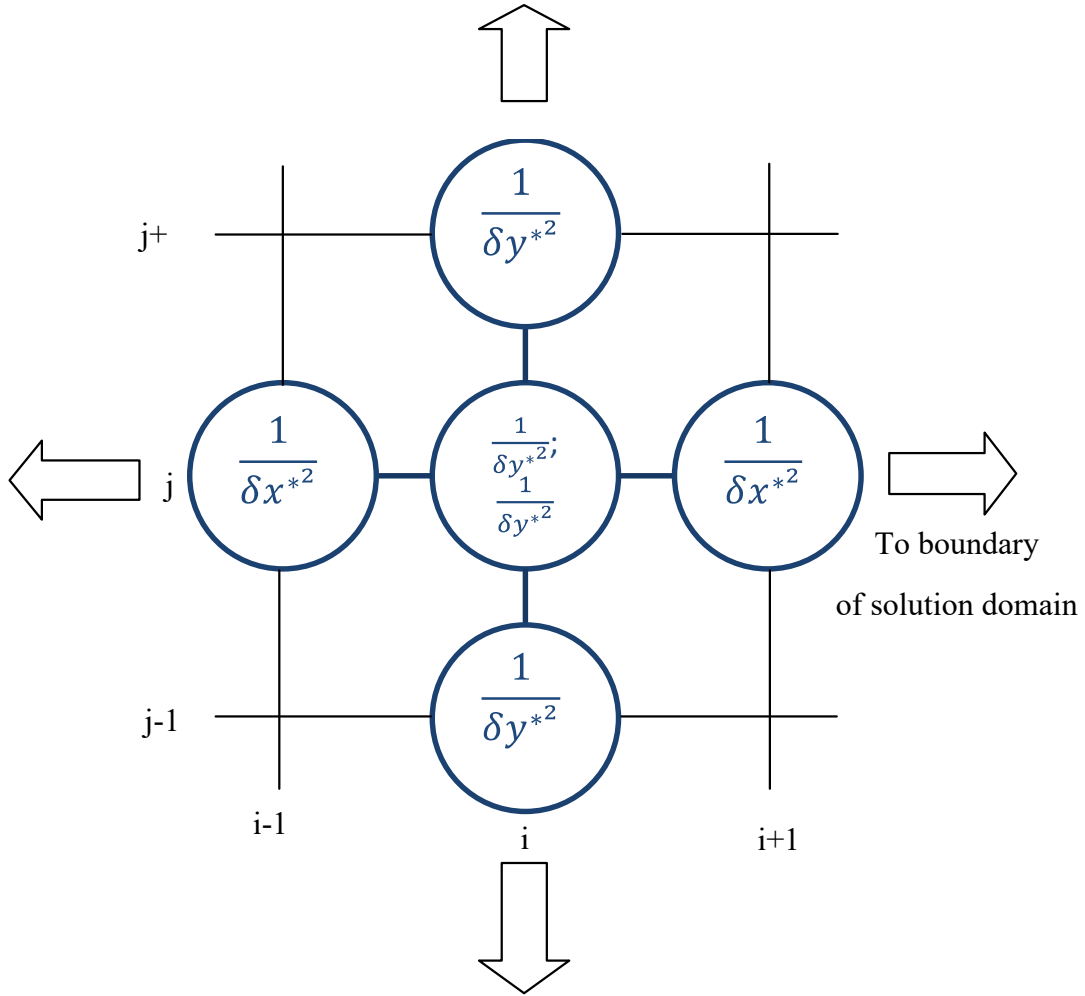 j+
1/δy*²
j
1/δx*²
1/δy*²;
1/δy*²
1/δx*²
To boundary
of solution domain
j-1
1/δy*²
i-1
i
i+1